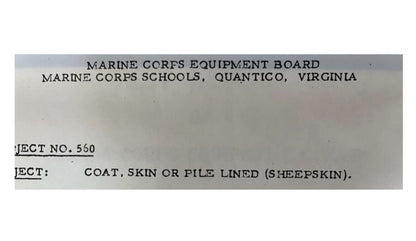 MARINE CORPS EQUIPMENT BOARD
MARINE CORPS SCHOOLS, QUANTICO, VIRGINIA
JECT NO. 560
JECT: COAT, SKIN OR PILE LINED (SHEEPSKIN).